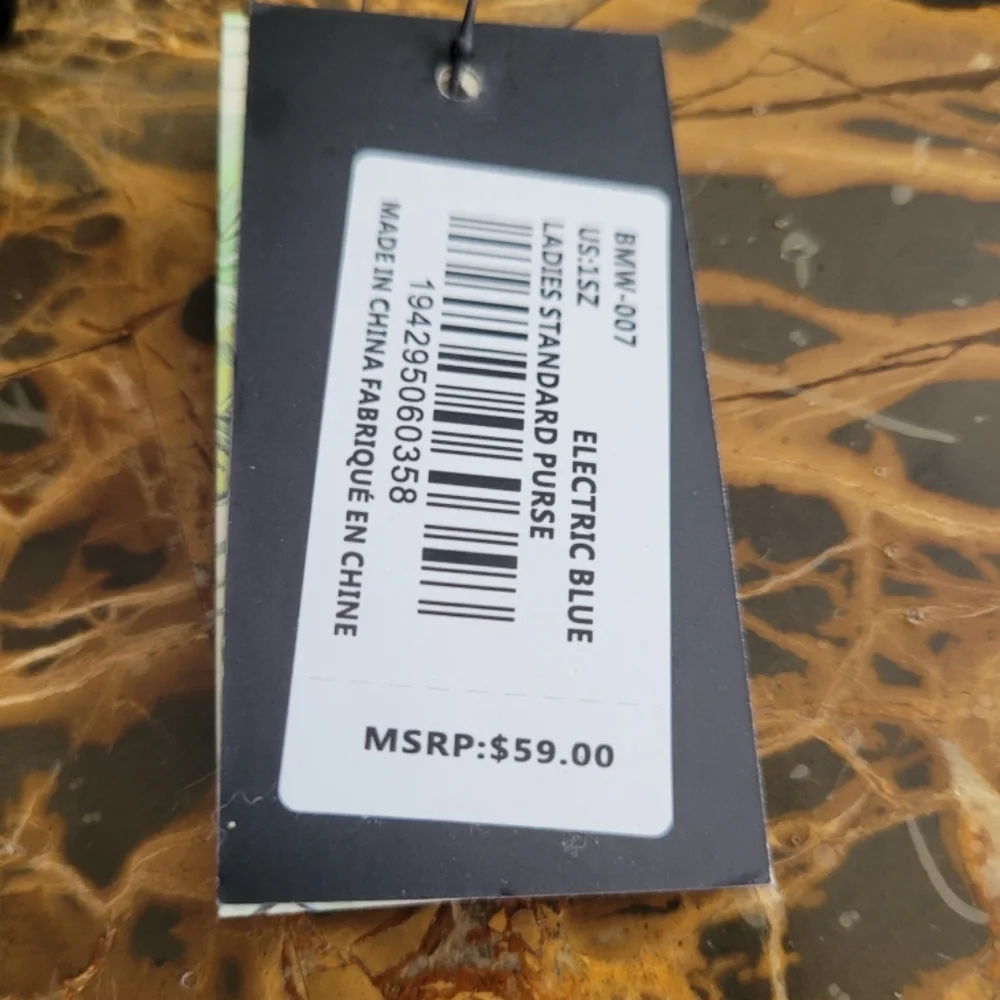 BMW-007
US:1SZ
ELECTRIC BLUE
LADIES STANDARD PURSE
194295060358
MADE IN CHINA FABRIQUÉ EN CHINE
MSRP:$59.00